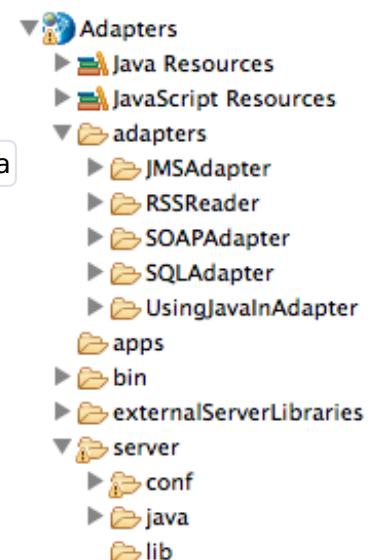 Adapters
Java Resources
JavaScript Resources
adapters
a
JMSAdapter
RSSReader
SOAPAdapter
SQLAdapter
UsingJavaInAdapter
apps
bin
externalServerLibraries
server
conf
java
lib